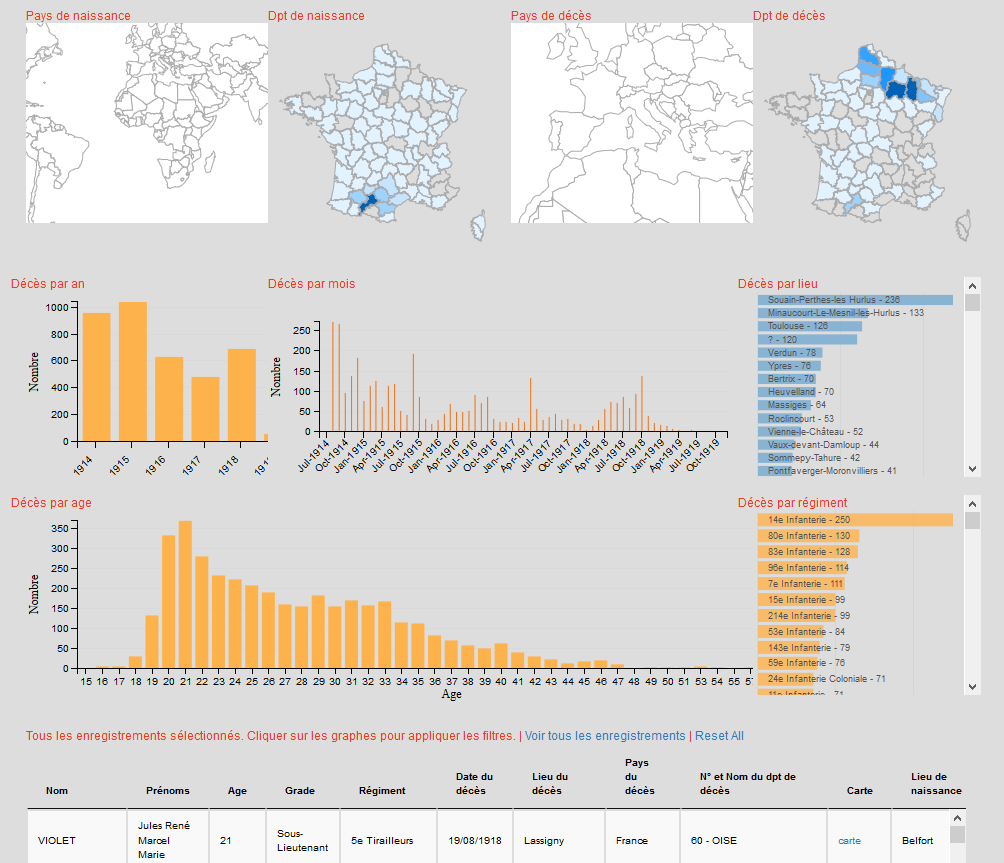 Pays de naissance
Dpt de naissance
Pays de décès
Dpt de décès
Décès par an
Nombre
1000
800
600
400
200
0
1914
1915
1916
1917
1918
Décès par mois
Nombre
250
200
150
100
50
0
Jul-1914
Oct-1914
Jan-1915
Apr-1915
Jul-1915
Oct-1915
Jan-1916
Apr-1916
Jul-1916
Oct-1916
Jan-1917
Apr-1917
Jul-1917
Oct-1917
Jan-1918
Apr-1918
Jul-1918
Oct-1918
Jan-1919
Apr-1919
Jul-1919
Oct-1919
Décès par lieu
Souain-Perthes-les Hurlus - 236
Minaucourt-Le-Mesnil-les-Hurlus - 133
Toulouse - 126
? - 120
Verdun - 78
Ypres - 76
Bertrix - 70
Heuvelland - 70
Massiges - 64
Roclincourt - 53
Vienne-le-Château - 52
Vaux-devant-Damloup - 44
Sommepy-Tahure - 42
Pontfaverger-Moronvilliers - 41
Décès par age
Nombre
350
300
250
200
150
100
50
0
15 16 17 18 19 20 21 22 23 24 25 26 27 28 29 30 31 32 33 34 35 36 37 38 39 40 41 42 43 44 45 46 47 48 49 50 51 53 54 55
Age
Décès par régiment
14e Infanterie - 250
80e Infanterie - 130
83e Infanterie - 128
96e Infanterie - 114
7e Infanterie - 111
15e Infanterie - 99
214e Infanterie - 99
53e Infanterie - 84
143e Infanterie - 79
59e Infanterie - 76
24e Infanterie Coloniale - 71
11e Infanterie - 71
Tous les enregistrements sélectionnés. Cliquer sur les graphes pour appliquer les filtres. | Voir tous les enregistrements | Reset All
Nom
Prénoms
Age
Grade
Régiment
Date du
décès
Lieu du
décès
Pays
du
décès
N° et Nom du dpt de
décès
Carte
Lieu de
naissance
VIOLET
Jules René
Marcel
Marie
21
Sous-
Lieutenant
5e Tirailleurs
19/08/1918
Lassigny
France
60 - OISE
carte
Belfort